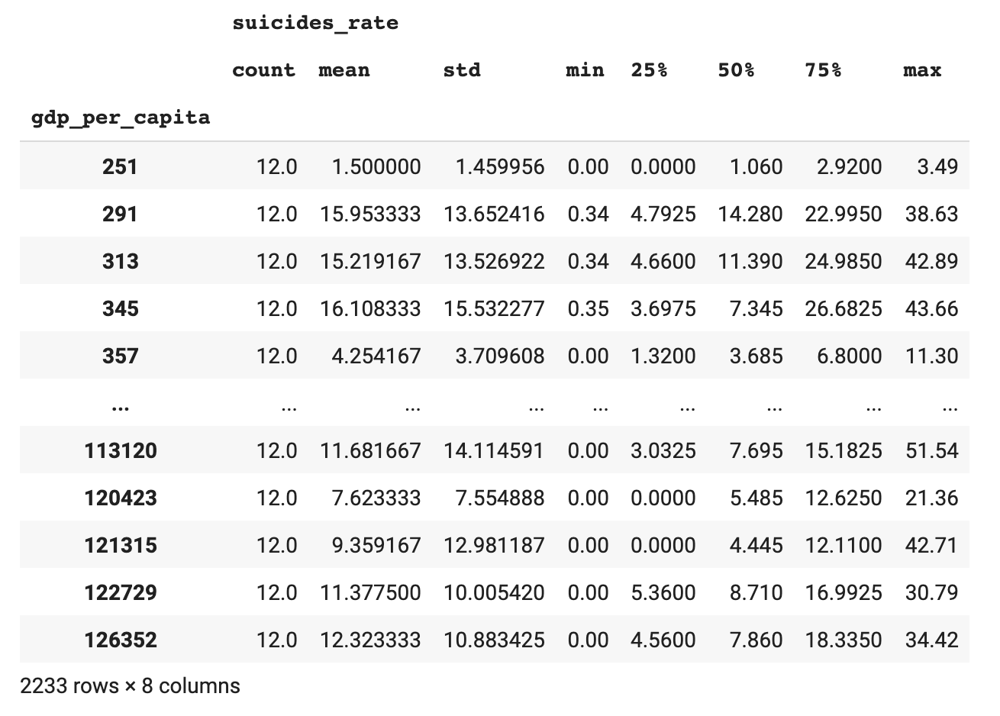 suicides_rate
count mean std min 25% 50% 75% max
gdp_per_capita
251 12.0 1.500000 1.459956 0.00 0.0000 1.060 2.9200 3.49
291 12.0 15.953333 13.652416 0.34 4.7925 14.280 22.9950 38.63
313 12.0 15.219167 13.526922 0.34 4.6600 11.390 24.9850 42.89
345 12.0 16.108333 15.532277 0.35 3.6975 7.345 26.6825 43.66
357 12.0 4.254167 3.709608 0.00 1.3200 3.685 6.8000 11.30
... ... ... ... ... ... ... ... ...
113120 12.0 11.681667 14.114591 0.00 3.0325 7.695 15.1825 51.54
120423 12.0 7.623333 7.554888 0.00 0.0000 5.485 12.6250 21.36
121315 12.0 9.359167 12.981187 0.00 0.0000 4.445 12.1100 42.71
122729 12.0 11.377500 10.005420 0.00 5.3600 8.710 16.9925 30.79
126352 12.0 12.323333 10.883425 0.00 4.5600 7.860 18.3350 34.42
2233 rows × 8 columns